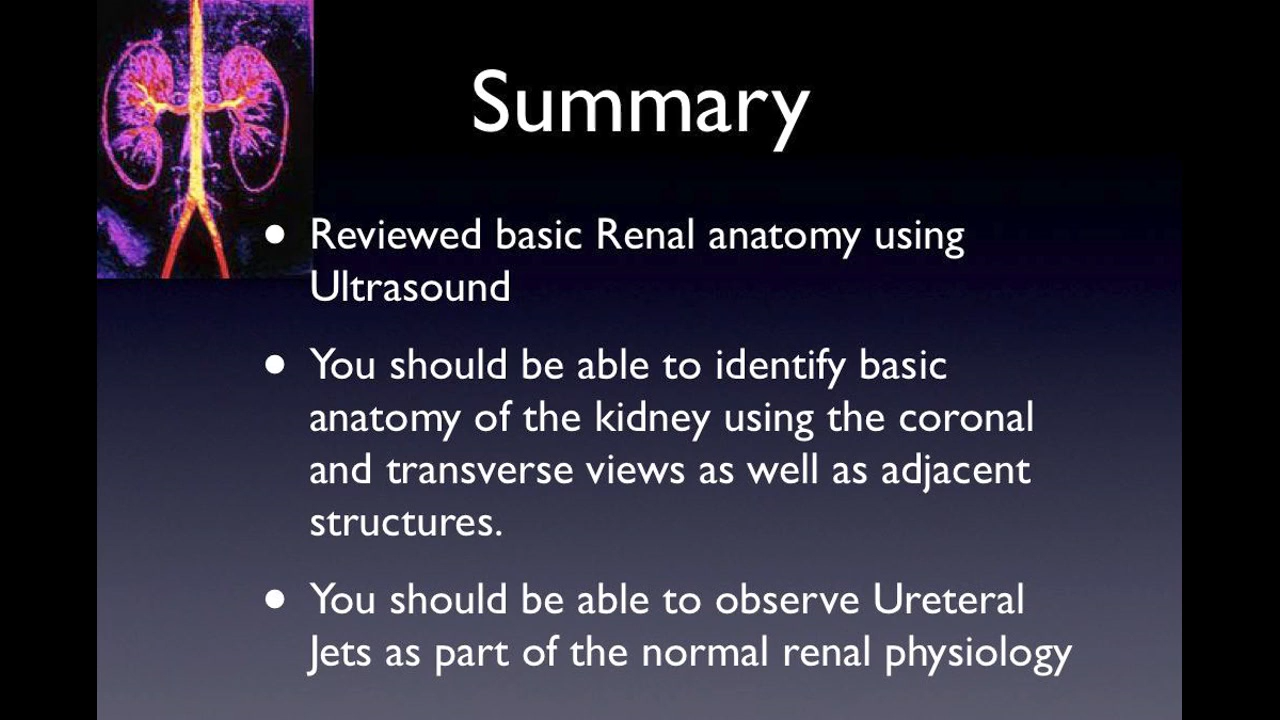 Summary
• Reviewed basic Renal anatomy using
Ultrasound
• You should be able to identify basic
anatomy of the kidney using the coronal
and transverse views as well as adjacent
structures.
• You should be able to observe Ureteral
Jets as part of the normal renal physiology